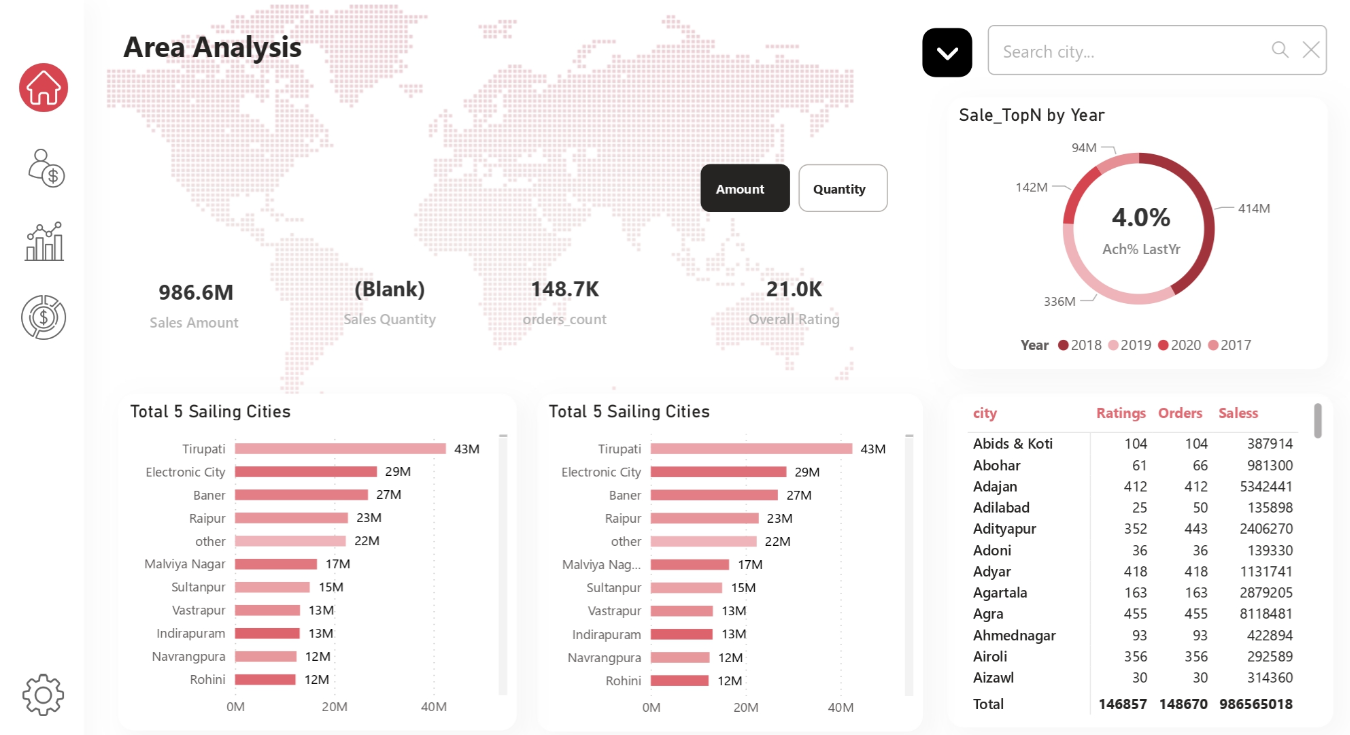 Area Analysis
Search city...
Amount
Quantity
986.6M
Sales Amount
(Blank)
Sales Quantity
148.7K
orders_count
21.0K
Overall Rating
Sale_TopN by Year
94M
142M
414M
336M
4.0%
Ach% LastYr
Year 2018 2019 2020 2017
Total 5 Sailing Cities
Tirupati 43M
Electronic City 29M
Baner 27M
Raipur 23M
other 22M
Malviya Nagar 17M
Sultanpur 15M
Vastrapur 13M
Indirapuram 13M
Navrangpura 12M
Rohini 12M
0M 20M 40M
Total 5 Sailing Cities
Tirupati 43M
Electronic City 29M
Baner 27M
Raipur 23M
other 22M
Malviya Nag... 17M
Sultanpur 15M
Vastrapur 13M
Indirapuram 13M
Navrangpura 12M
Rohini 12M
0M 20M 40M
city Ratings Orders Saless
Abids & Koti 104 104 387914
Abohar 61 66 981300
Adajan 412 412 5342441
Adilabad 25 50 135898
Adityapur 352 443 2406270
Adoni 36 36 139330
Adyar 418 418 1131741
Agartala 163 163 2879205
Agra 455 455 8118481
Ahmednagar 93 93 422894
Airoli 356 356 292589
Aizawl 30 30 314360
Total 146857 148670 986565018